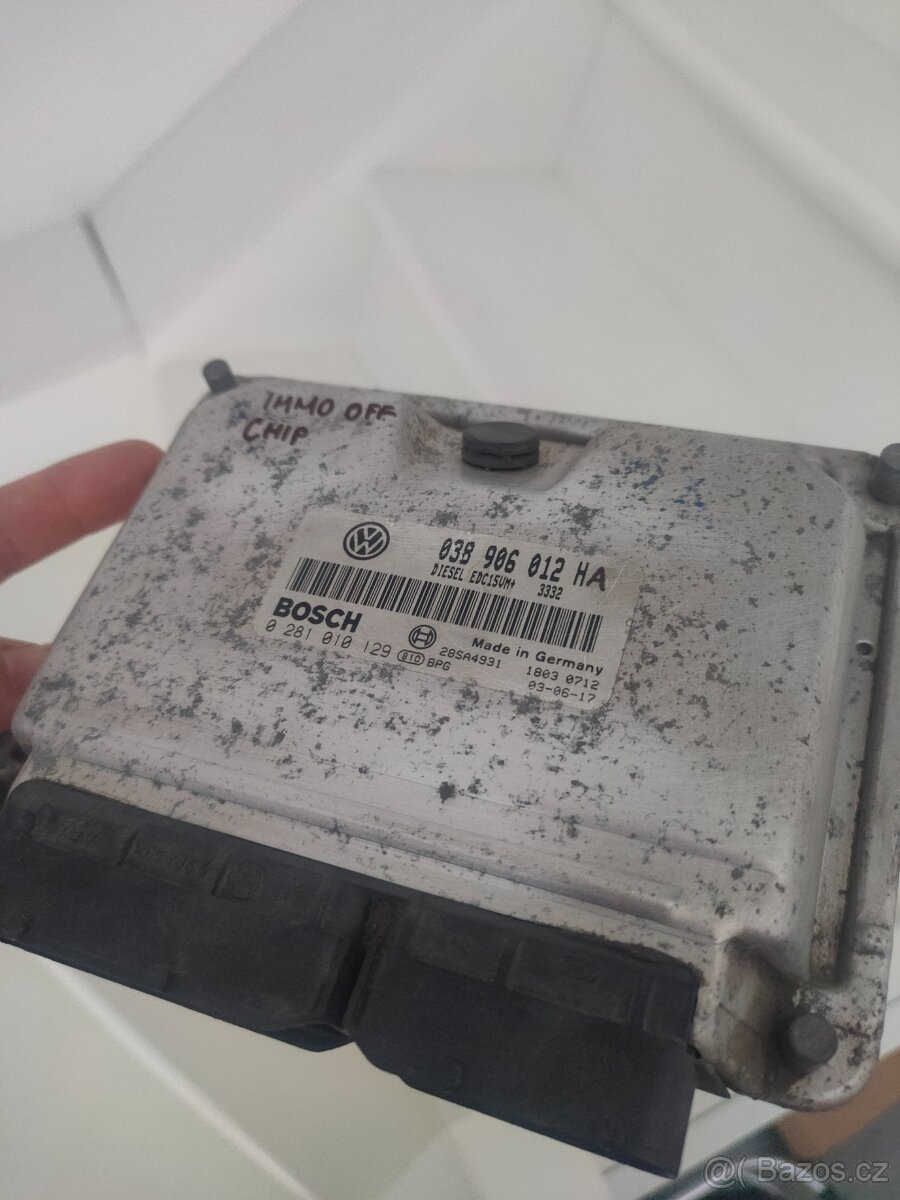 IMMO OFF
CHIP
038 906 012 HA
DIESEL EDC15VM+ 3332
BOSCH
Made in Germany
0 281 010 129 810 BPG 28SA4931 1803 0712
03-06-17
@( Bazos.cz